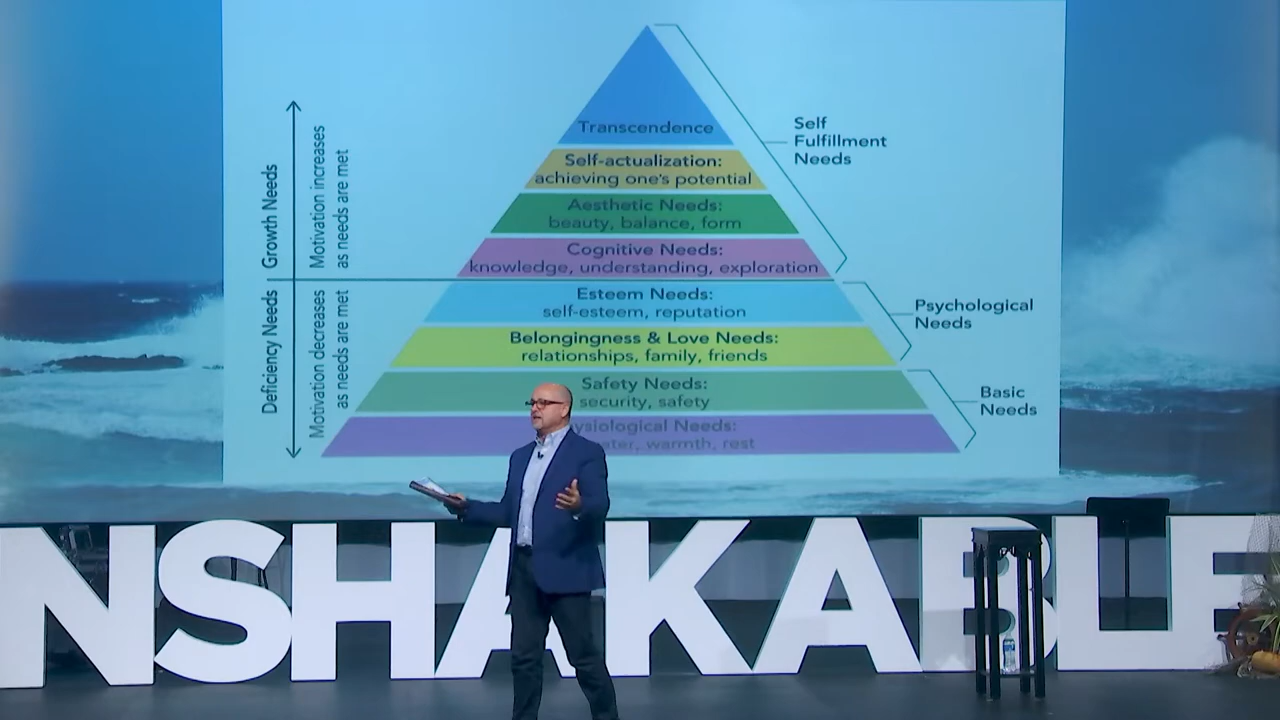 Transcendence
Self-actualization:
achieving one's potential
Aesthetic Needs:
beauty, balance, form
Cognitive Needs:
knowledge, understanding, exploration
Esteem Needs:
self-esteem, reputation
Belongingness & Love Needs:
relationships, family, friends
Safety Needs:
security, safety
Needs:
warmth, rest
Self
Fulfillment
Needs
Psychological
Needs
Basic
Needs
Growth Needs
Motivation increases
as needs are met
Deficiency Needs
Motivation decreases
as needs are met
NSHAKABLE